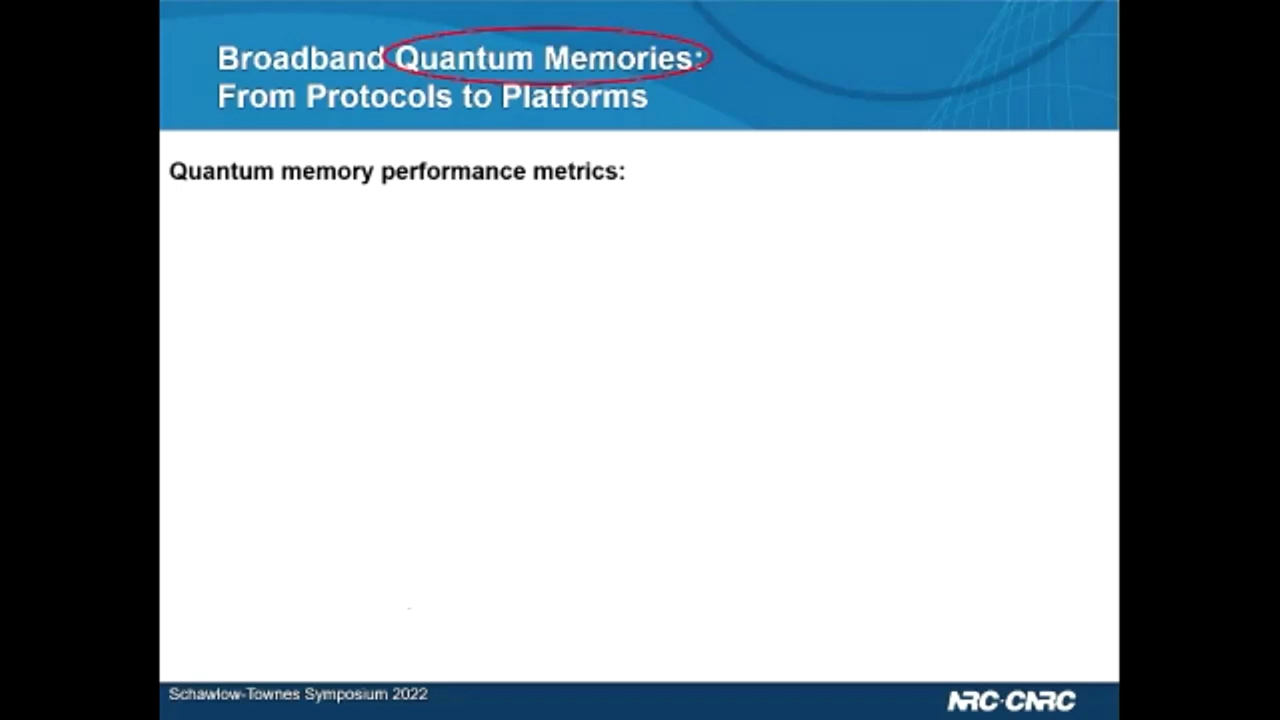 Broadband Quantum Memories:
From Protocols to Platforms
Quantum memory performance metrics:
Schawlow-Townes Symposium 2022
NRC·CNRC